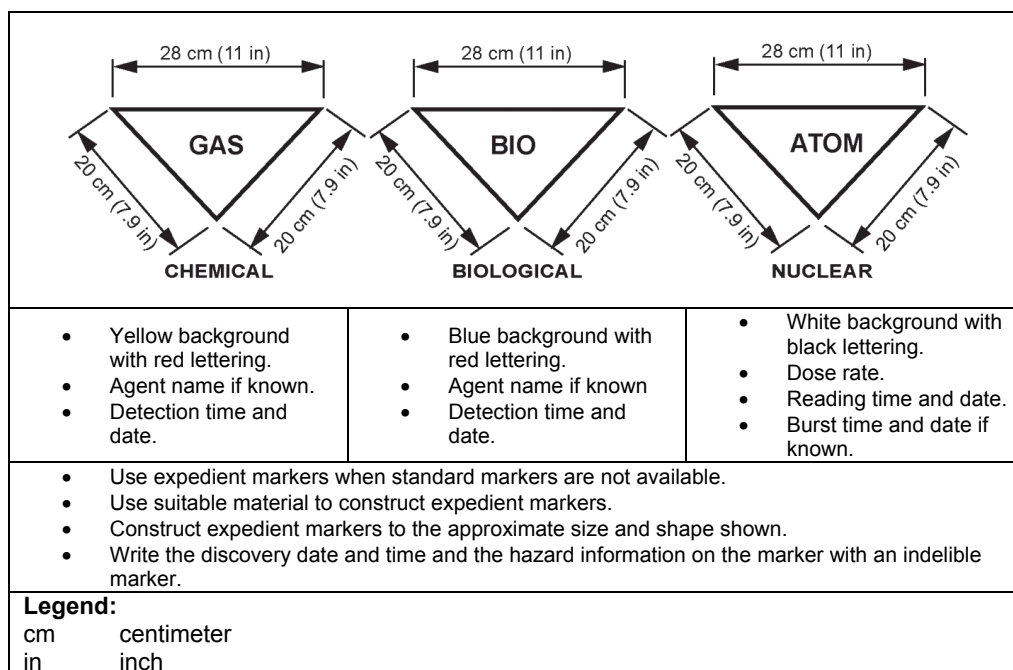 28 cm (11 in) 28 cm (11 in) 28 cm (11 in)
GAS BIO ATOM
20 cm (7.9 in) 20 cm (7.9 in) 20 cm (7.9 in) 20 cm (7.9 in) 20 cm (7.9 in) 20 cm (7.9 in)
CHEMICAL BIOLOGICAL NUCLEAR
• Yellow background
with red lettering.
• Agent name if known.
• Detection time and
date.
• Blue background with
red lettering.
• Agent name if known
• Detection time and
date.
• White background with
black lettering.
• Dose rate.
• Reading time and date.
• Burst time and date if
known.
• Use expedient markers when standard markers are not available.
• Use suitable material to construct expedient markers.
• Construct expedient markers to the approximate size and shape shown.
• Write the discovery date and time and the hazard information on the marker with an indelible
marker.
Legend:
cm centimeter
in inch